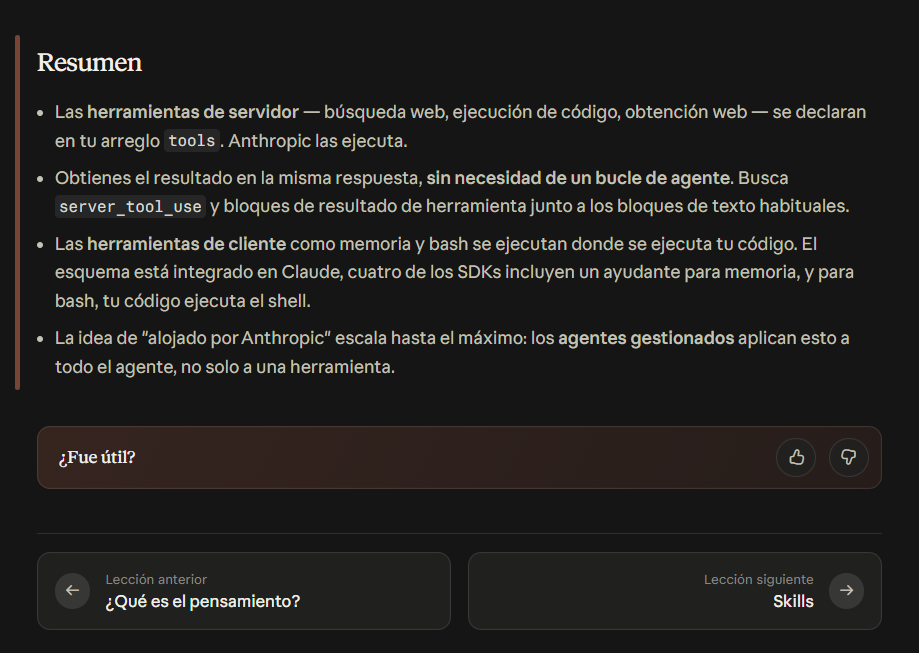 Resumen
Las herramientas de servidor — búsqueda web, ejecución de código, obtención web — se declaran
en tu arreglo tools. Anthropic las ejecuta.
Obtienes el resultado en la misma respuesta, sin necesidad de un bucle de agente. Busca
server_tool_use y bloques de resultado de herramienta junto a los bloques de texto habituales.
Las herramientas de cliente como memoria y bash se ejecutan donde se ejecuta tu código. El
esquema está integrado en Claude, cuatro de los SDKs incluyen un ayudante para memoria, y para
bash, tu código ejecuta el shell.
La idea de "alojado por Anthropic" escala hasta el máximo: los agentes gestionados aplican esto a
todo el agente, no solo a una herramienta.
¿Fue útil?
Lección anterior
¿Qué es el pensamiento?
Lección siguiente
Skills